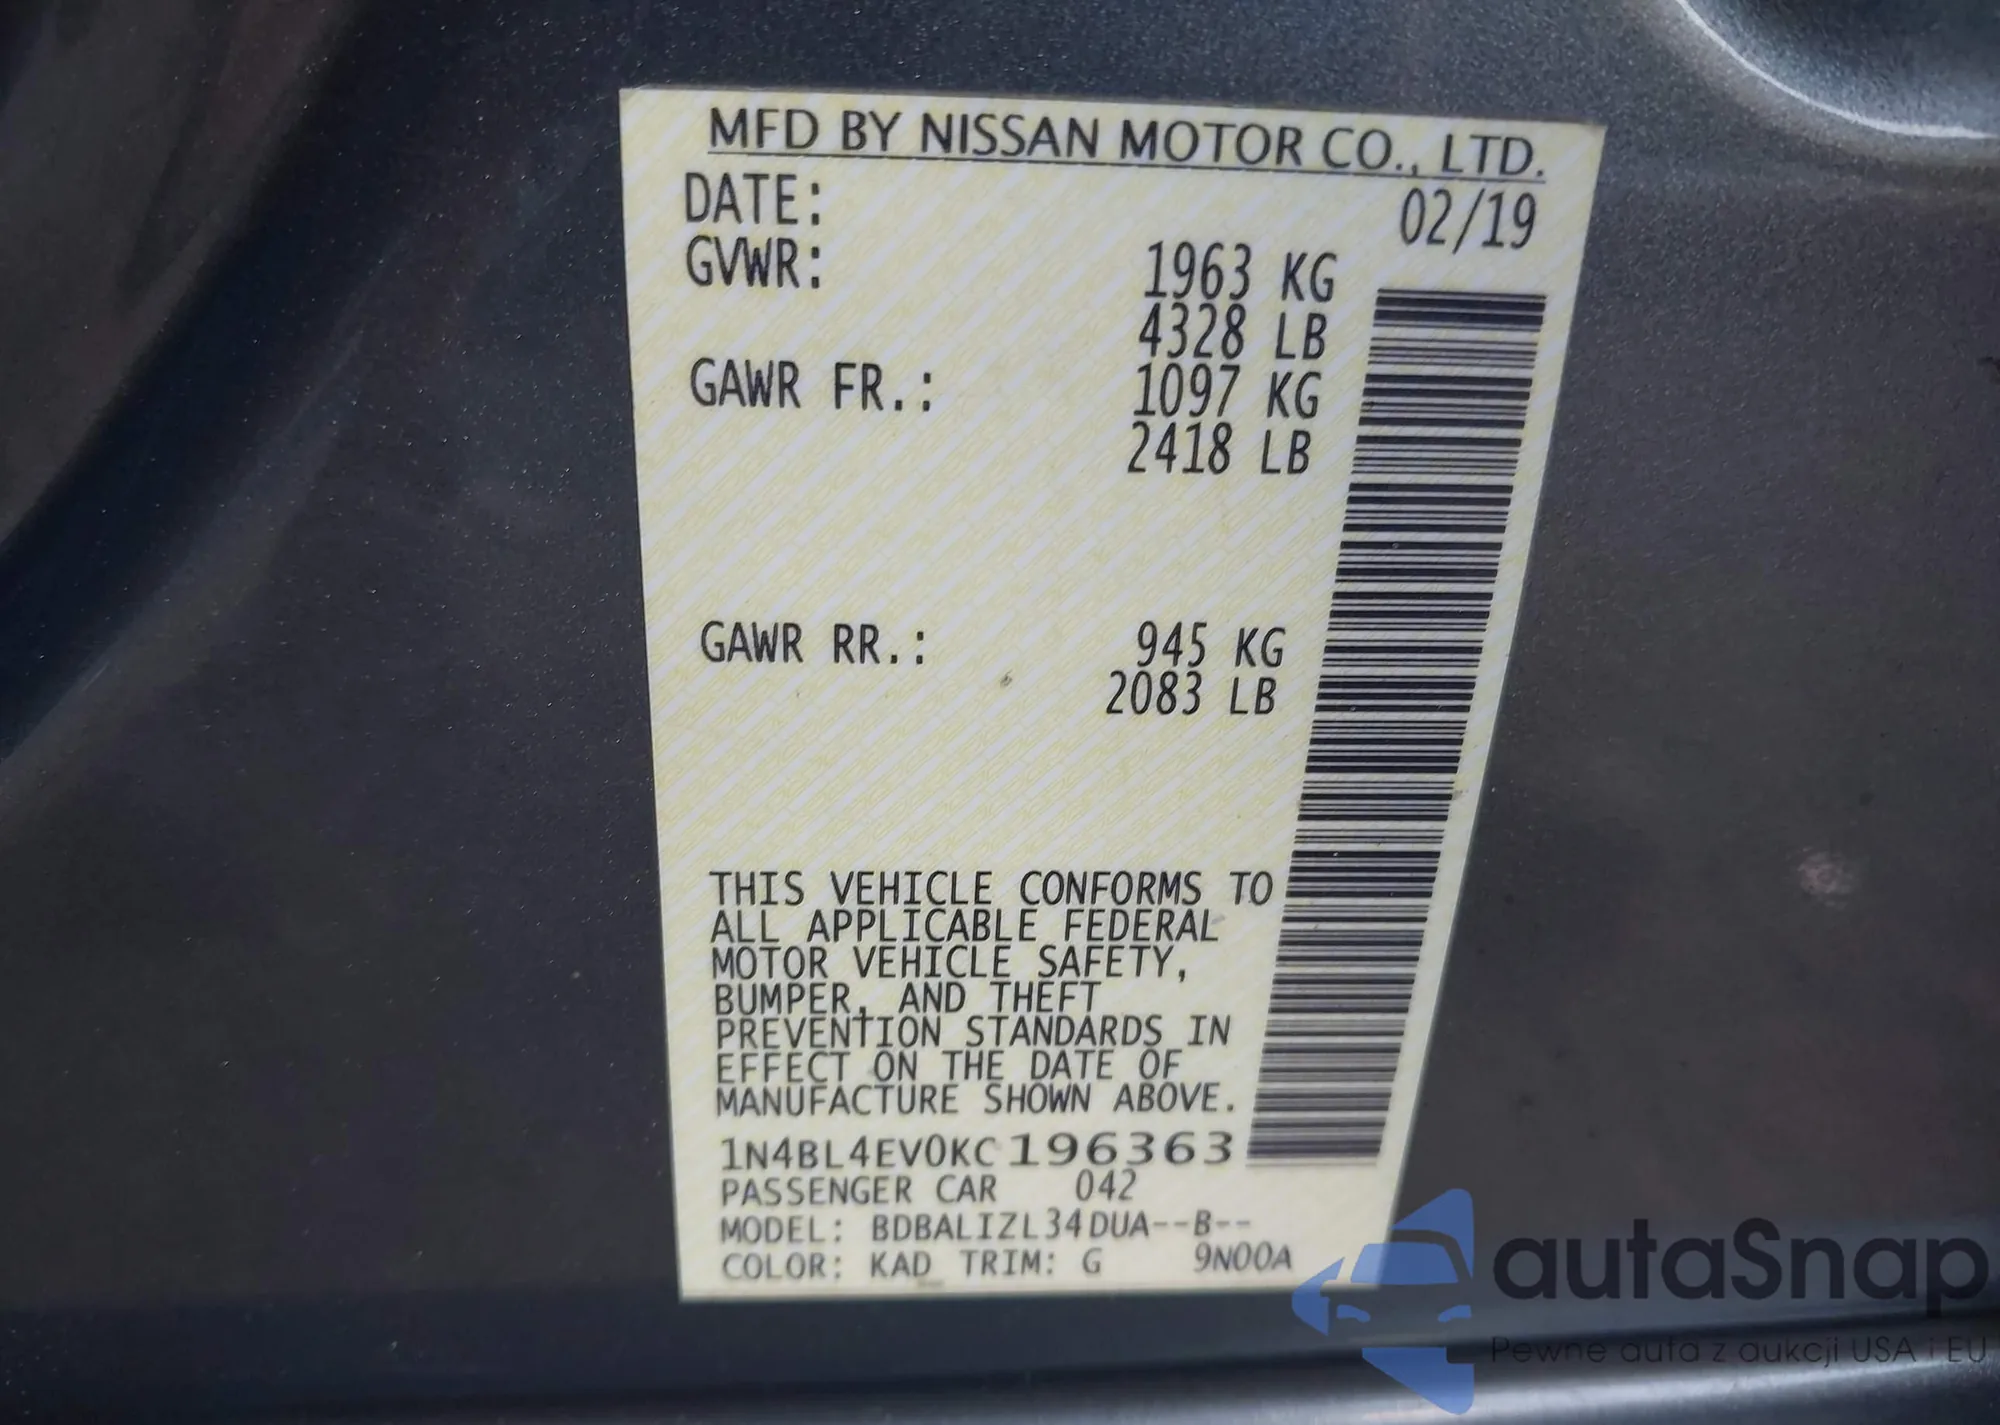 MFD BY NISSAN MOTOR CO., LTD.
DATE: 02/19
GVWR: 1963 KG
4328 LB
GAWR FR.: 1097 KG
2418 LB
GAWR RR.: 945 KG
2083 LB
THIS VEHICLE CONFORMS TO
ALL APPLICABLE FEDERAL
MOTOR VEHICLE SAFETY,
BUMPER, AND THEFT
PREVENTION STANDARDS IN
EFFECT ON THE DATE OF
MANUFACTURE SHOWN ABOVE.
1N4BL4EV0KC196363
PASSENGER CAR 042
MODEL: BDBALIZL34DUA--B--
COLOR: KAD TRIM: G 9N00A
autaSnap
Pewne auta z aukcji USA i EU